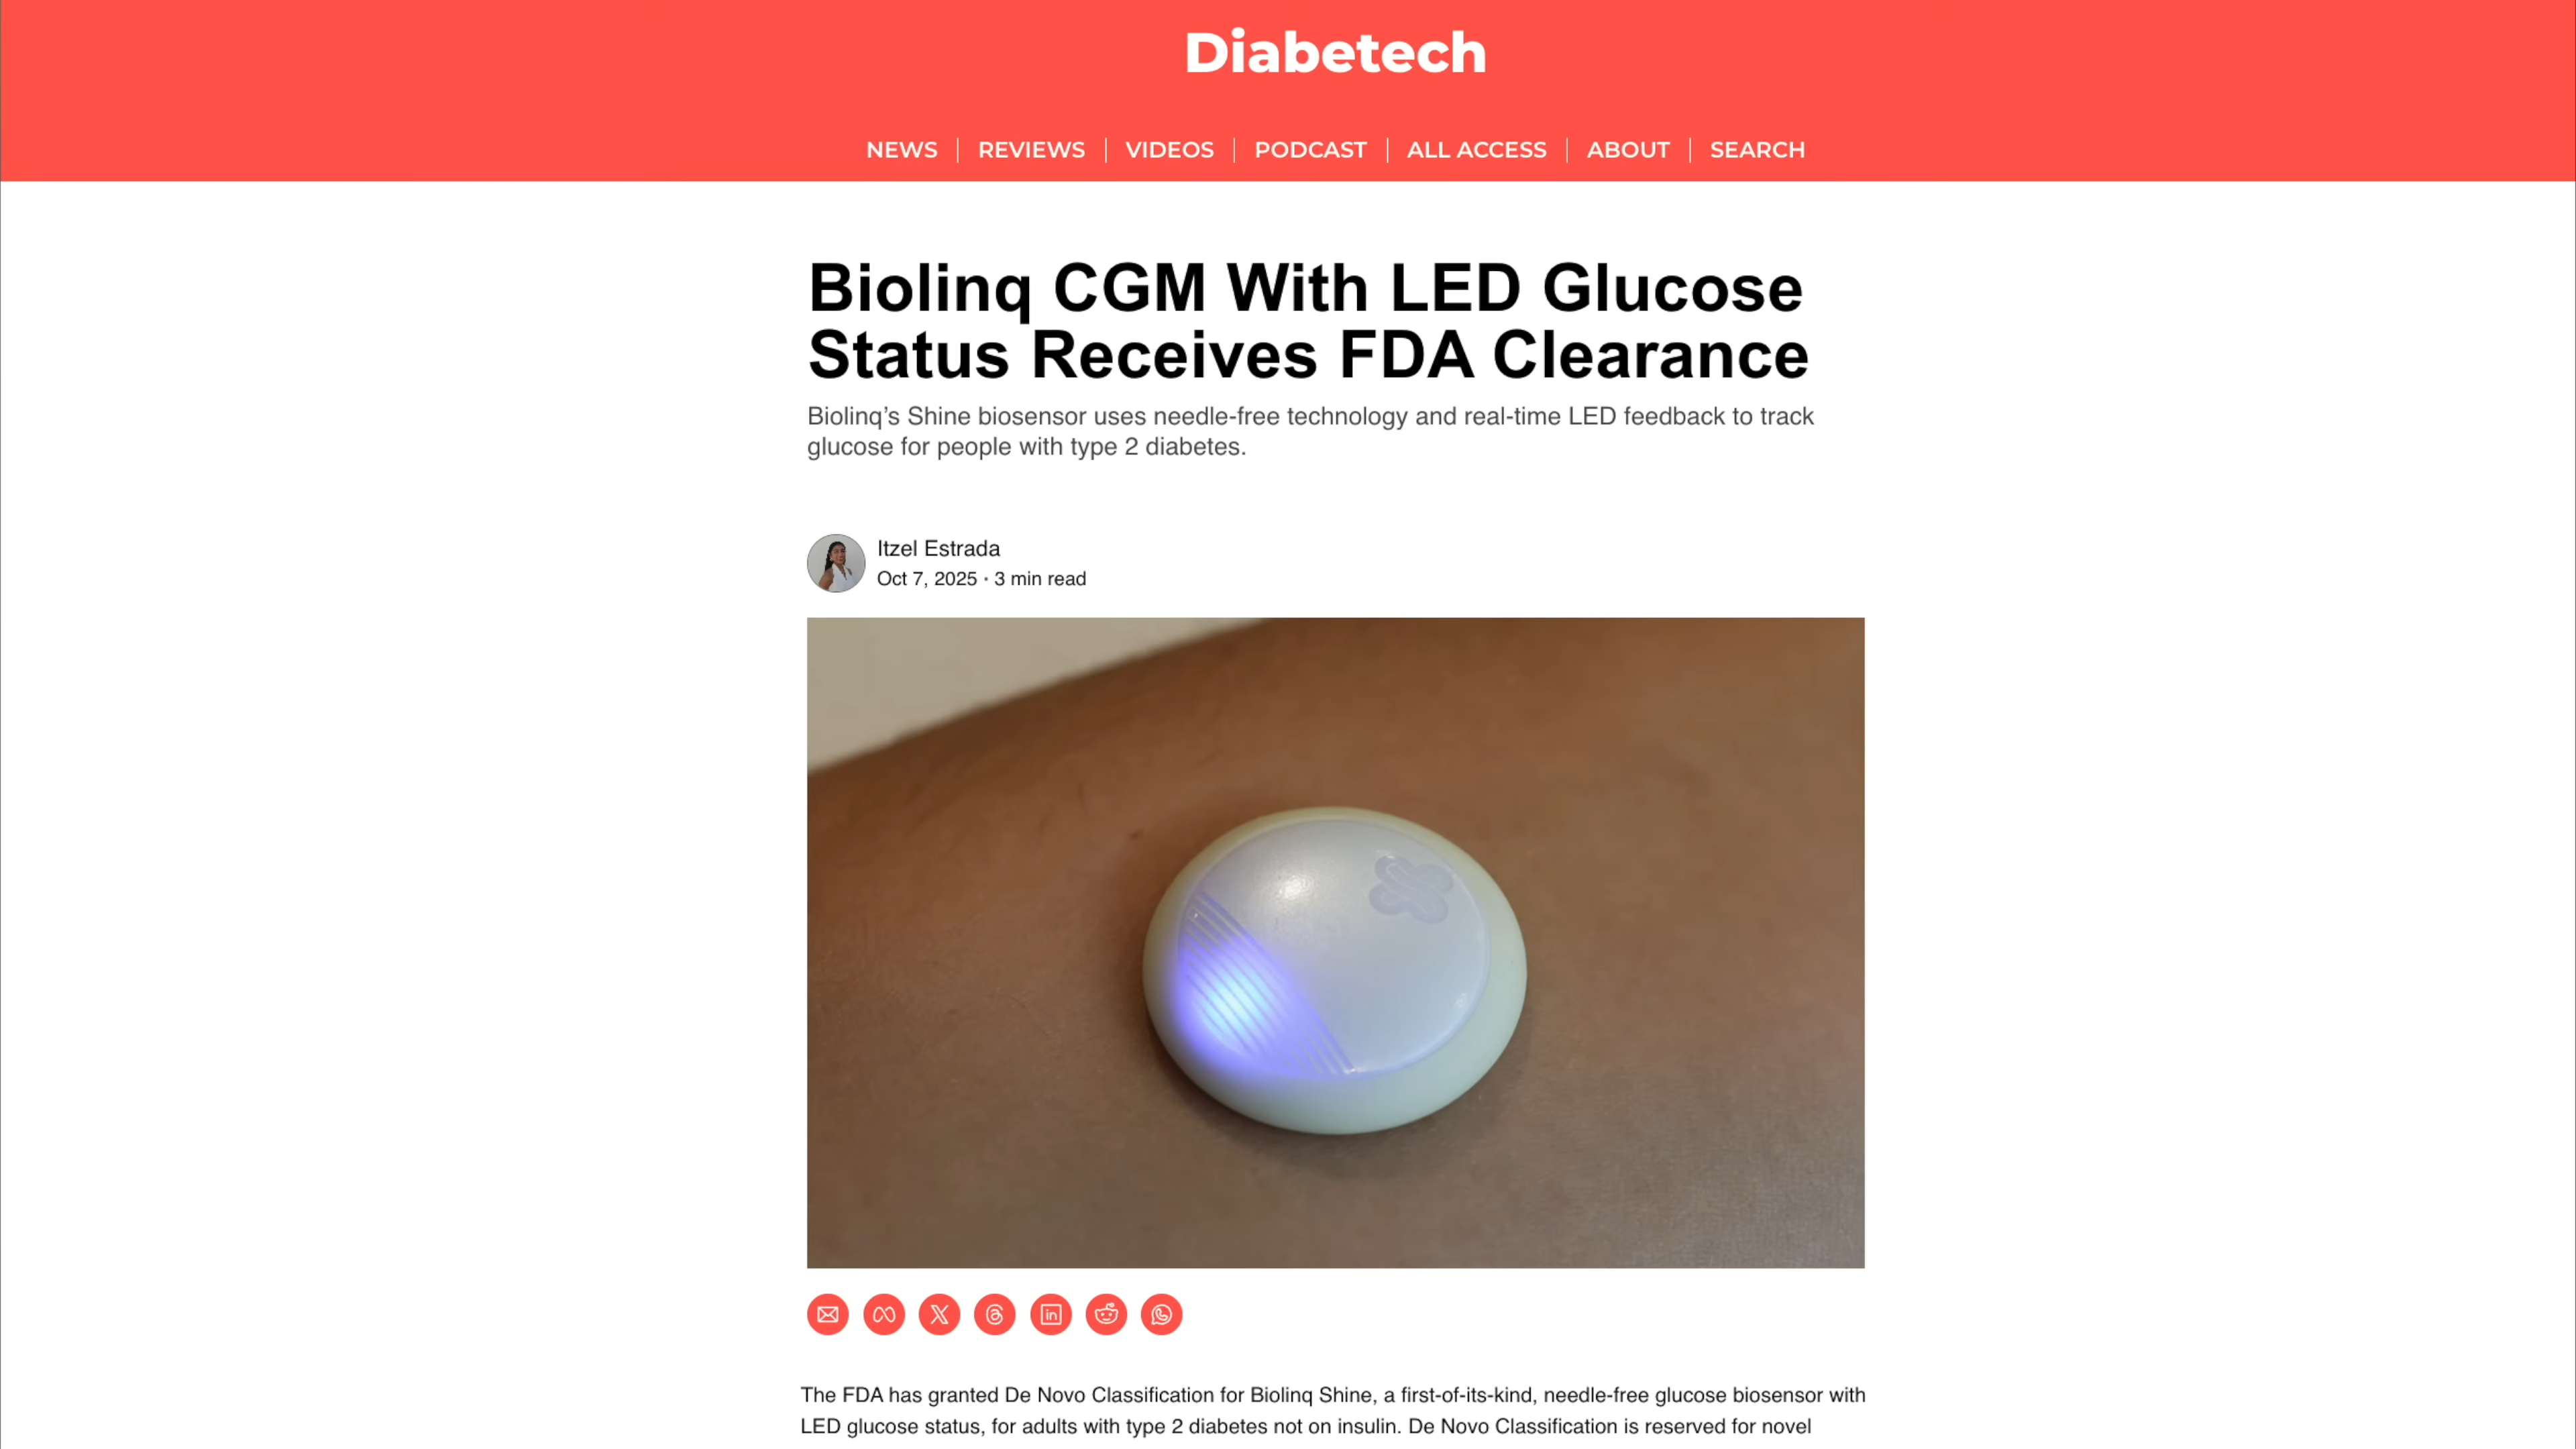 Diabetech
NEWS
REVIEWS
VIDEOS
PODCAST
ALL ACCESS
ABOUT
SEARCH
Biolinq CGM With LED Glucose
Status Receives FDA Clearance
Biolinq’s Shine biosensor uses needle-free technology and real-time LED feedback to track
glucose for people with type 2 diabetes.
Itzel Estrada
Oct 7, 2025 · 3 min read
The FDA has granted De Novo Classification for Biolinq Shine, a first-of-its-kind, needle-free glucose biosensor with
LED glucose status, for adults with type 2 diabetes not on insulin. De Novo Classification is reserved for novel